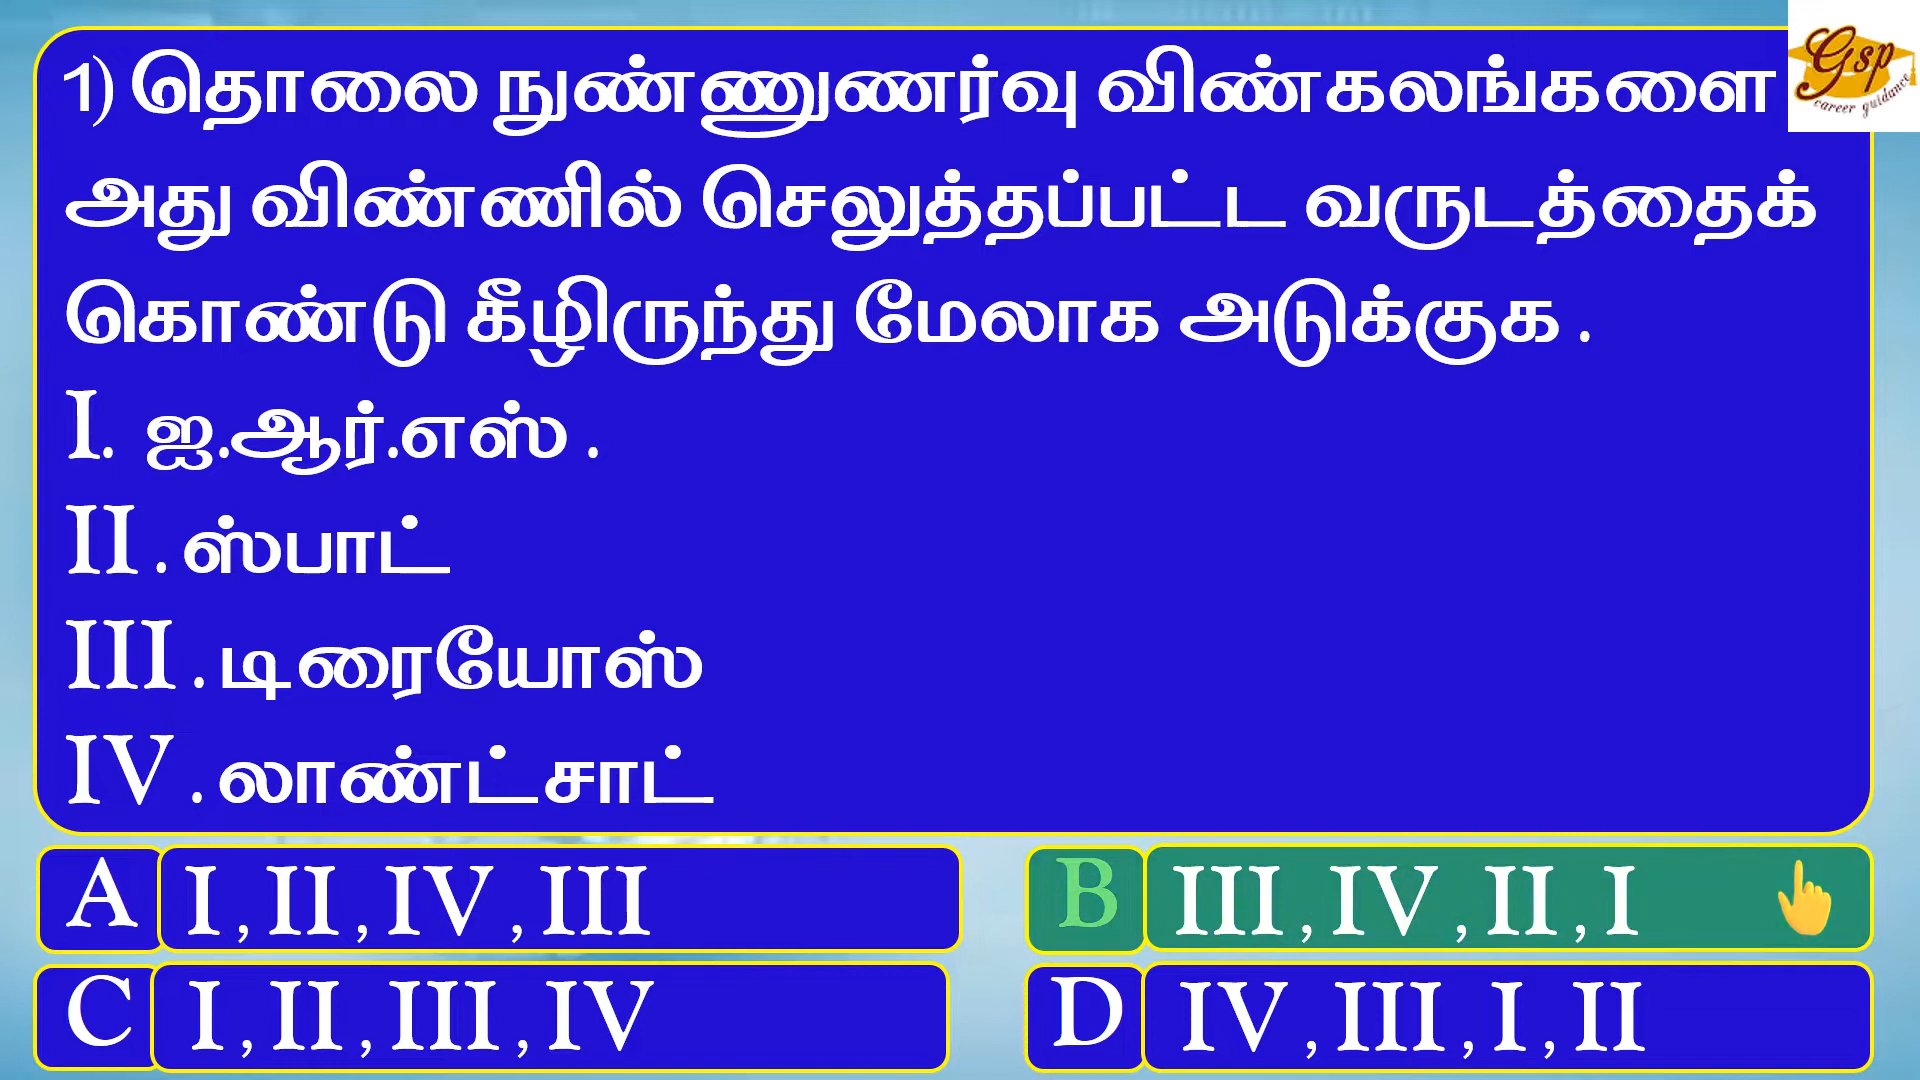 1) தொலை நுண்ணுணர்வு விண்கலங்களை
அது விண்ணில் செலுத்தப்பட்ட வருடத்தைக்
கொண்டு கீழிருந்து மேலாக அடுக்குக .
I. ஐ.ஆர்.எஸ் .
II . ஸ்பாட்
III . டிரையோஸ்
IV . லாண்ட்சாட்
A I , II , IV , III
B III , IV , II , I
C I , II , III , IV
D IV , III , I , II
Gsp
career guidance